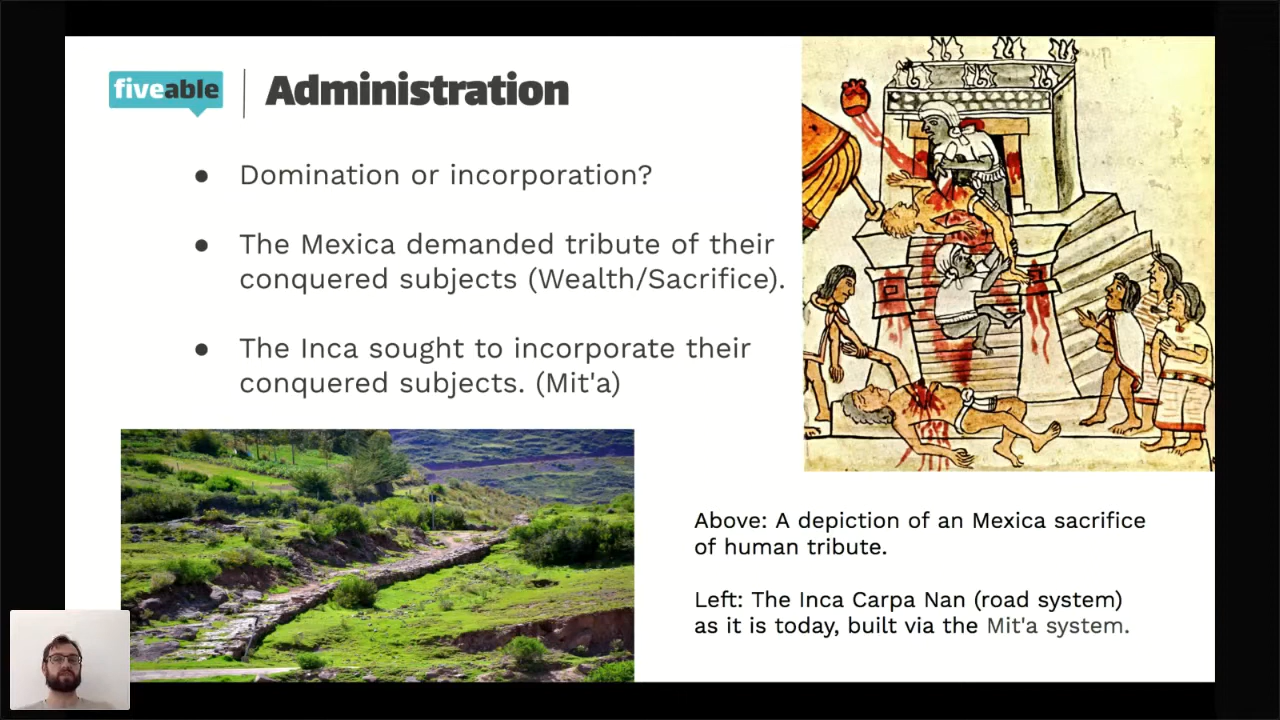 fiveable
Administration
● Domination or incorporation?
● The Mexica demanded tribute of their
conquered subjects (Wealth/Sacrifice).
● The Inca sought to incorporate their
conquered subjects. (Mit'a)
Above: A depiction of an Mexica sacrifice
of human tribute.
Left: The Inca Carpa Nan (road system)
as it is today, built via the Mit'a system.